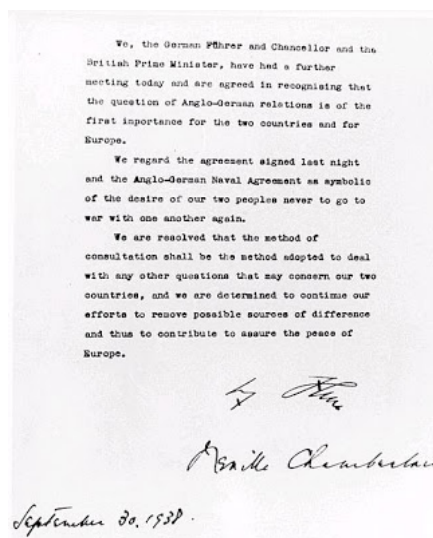 We, the German Führer and Chancellor and the
British Prime Minister, have had a further
meeting today and are agreed in recognising that
the question of Anglo-German relations is of the
first importance for the two countries and for
Europe.
We regard the agreement signed last night
and the Anglo-German Naval Agreement as symbolic
of the desire of our two peoples never to go to
war with one another again.
We are resolved that the method of
consultation shall be the method adopted to deal
with any other questions that may concern our two
countries, and we are determined to continue our
efforts to remove possible sources of difference
and thus to contribute to assure the peace of
Europe.
Neville Chamberlain
September 30, 1938.